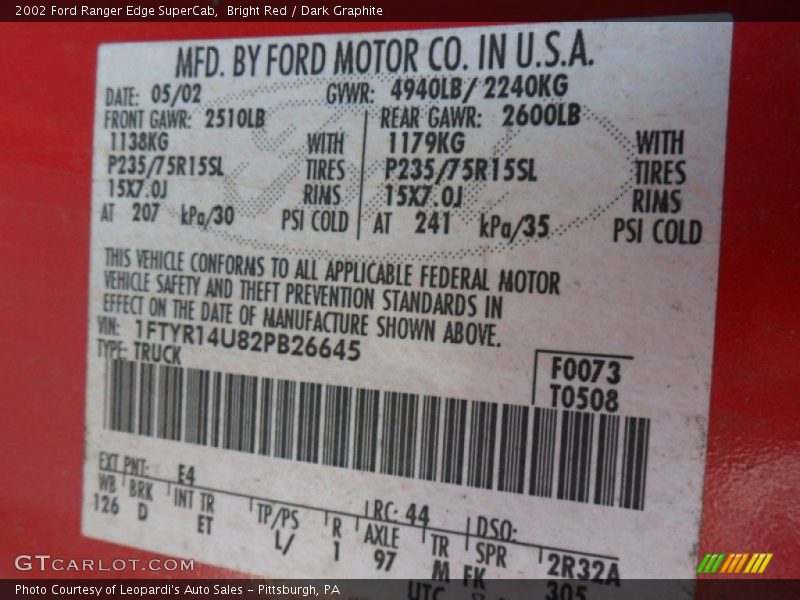 2002 Ford Ranger Edge SuperCab, Bright Red / Dark Graphite
MFD. BY FORD MOTOR CO. IN U.S.A.
DATE: 05/02 GVWR: 4940LB/2240KG
FRONT GAWR: 2510LB REAR GAWR: 2600LB
1138KG WITH 1179KG WITH
P235/75R15SL TIRES P235/75R15SL TIRES
15X7.0J RIMS 15X7.0J RIMS
AT 207 kPa/30 PSI COLD AT 241 kPa/35 PSI COLD
THIS VEHICLE CONFORMS TO ALL APPLICABLE FEDERAL MOTOR
VEHICLE SAFETY AND THEFT PREVENTION STANDARDS IN
EFFECT ON THE DATE OF MANUFACTURE SHOWN ABOVE.
VIN: 1FTYR14U82PB26645
TYPE: TRUCK
F0073
T0508
EXT PNT: E4 RC: 44 DSO:
WB BRK INT TR TP/PS R AXLE TR SPR 2R32A
126 D ET L/ 1 97 M FK 305
UTC
GTCARLOT.COM
Photo Courtesy of Leopardi's Auto Sales - Pittsburgh, PA